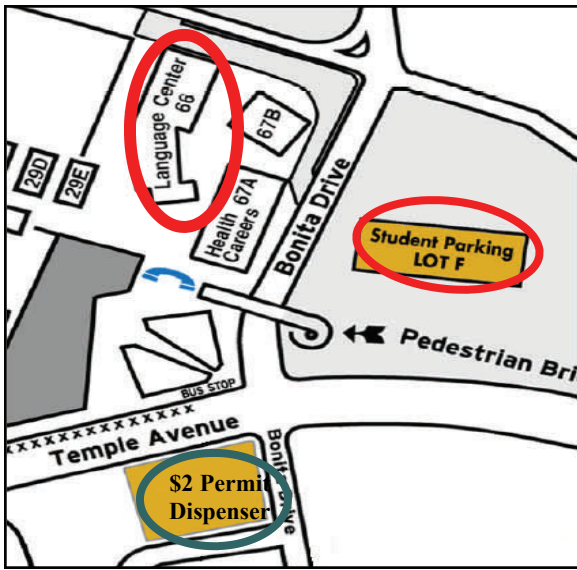 Language Center
66
67B
29D
29E
Health 67A
Careers
Bonita Drive
Student Parking
LOT F
Pedestrian Bri
BUS STOP
xxxxxxxxxxxxxxxxxx
Temple Avenue
Bonita Drive
$2 Permit
Dispenser